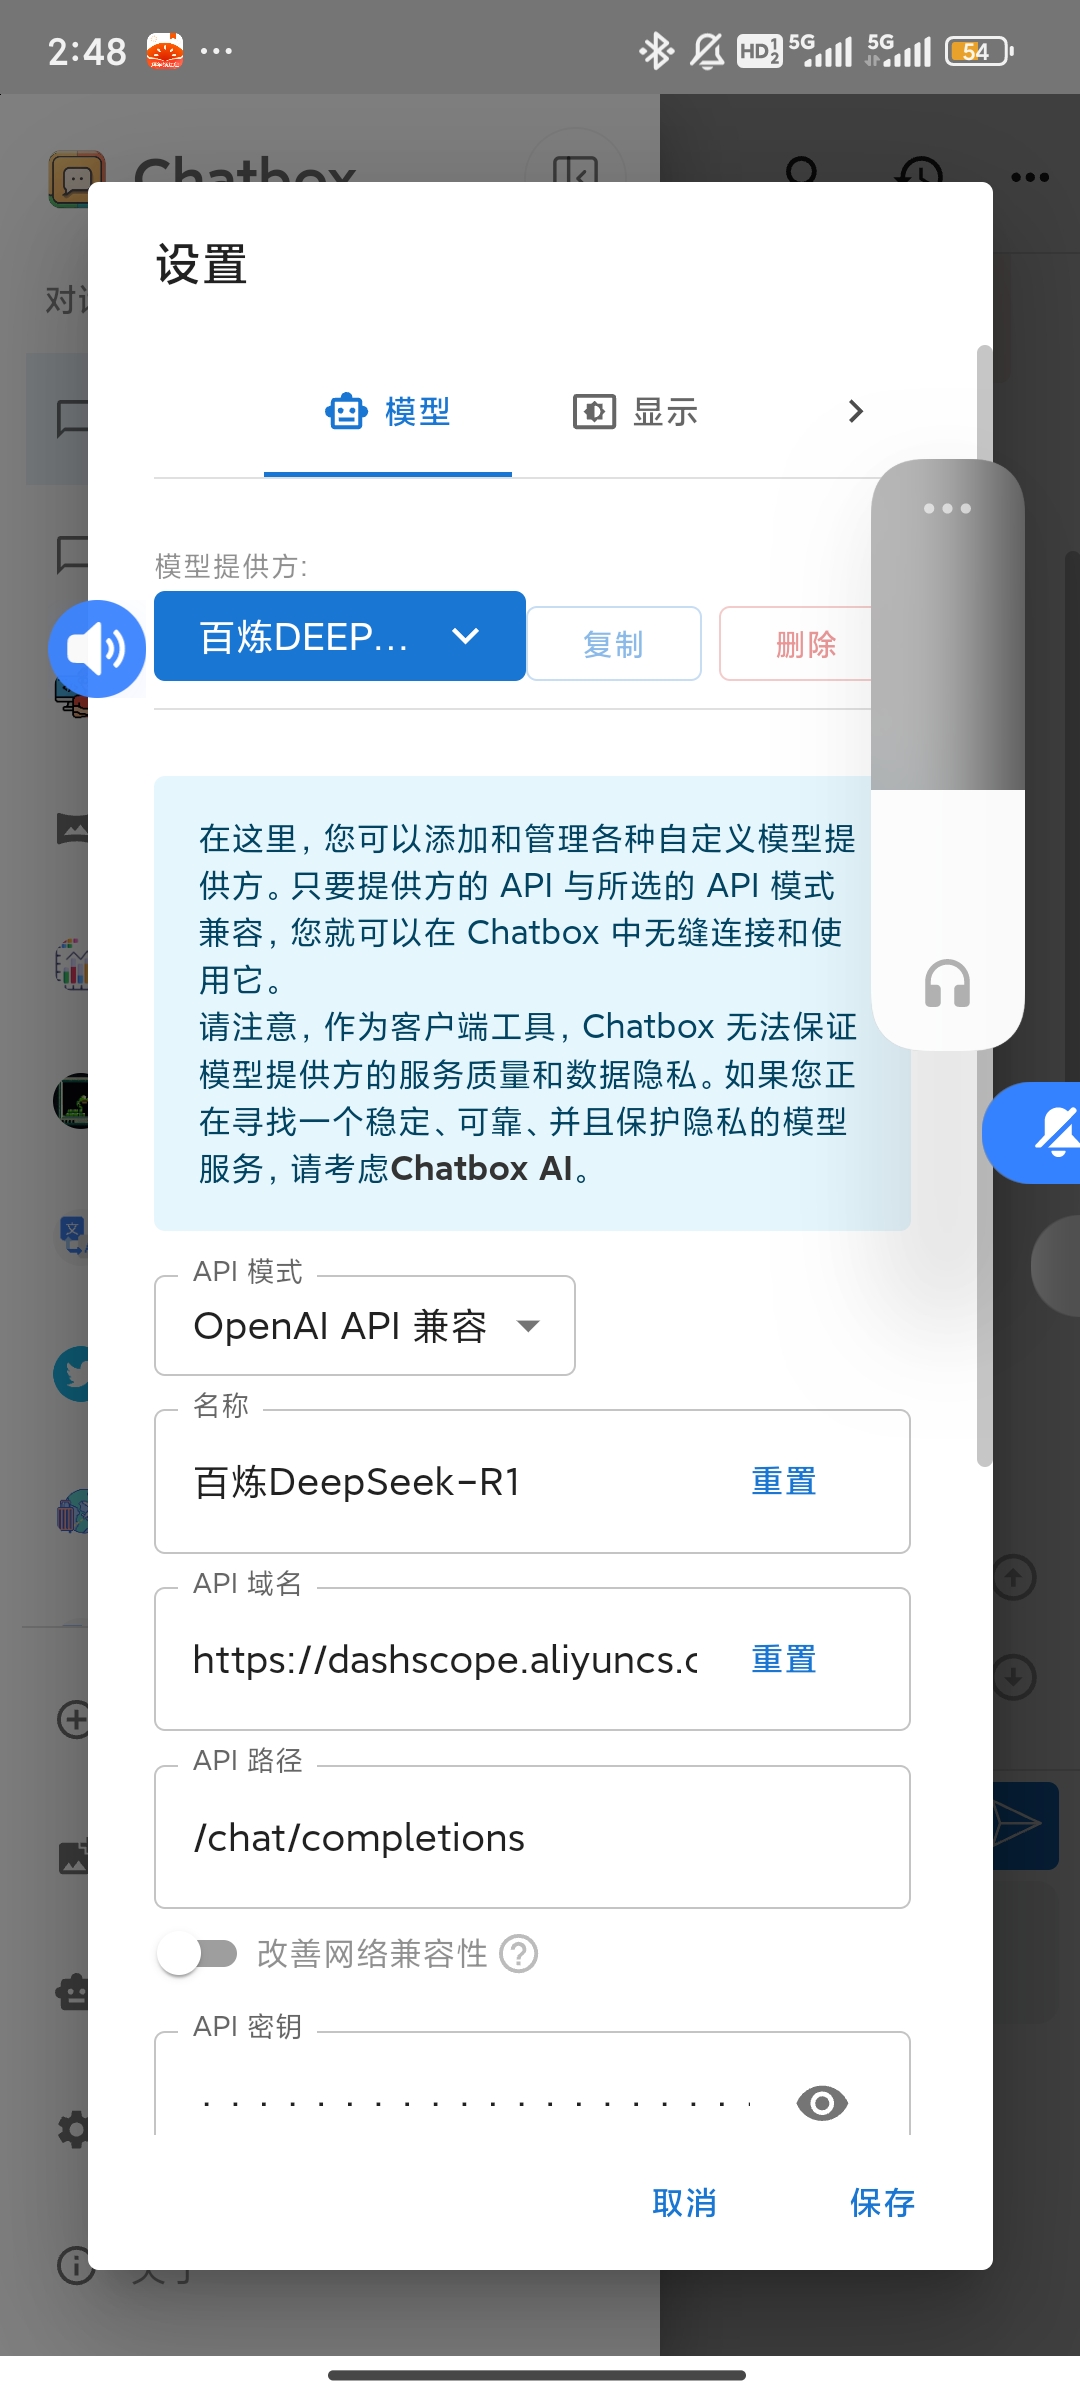 2:48
HD 1 2
5G
5G
54
Chatbox
设置
模型
显示
模型提供方:
百炼DEEP...
复制
删除
在这里，您可以添加和管理各种自定义模型提
供方。只要提供方的 API 与所选的 API 模式
兼容，您就可以在 Chatbox 中无缝连接和使
用它。
请注意，作为客户端工具，Chatbox 无法保证
模型提供方的服务质量和数据隐私。如果您正
在寻找一个稳定、可靠、并且保护隐私的模型
服务，请考虑Chatbox AI。
API 模式
OpenAI API 兼容
名称
百炼DeepSeek-R1
重置
API 域名
https://dashscope.aliyuncs.c
重置
API 路径
/chat/completions
改善网络兼容性
API 密钥
取消
保存